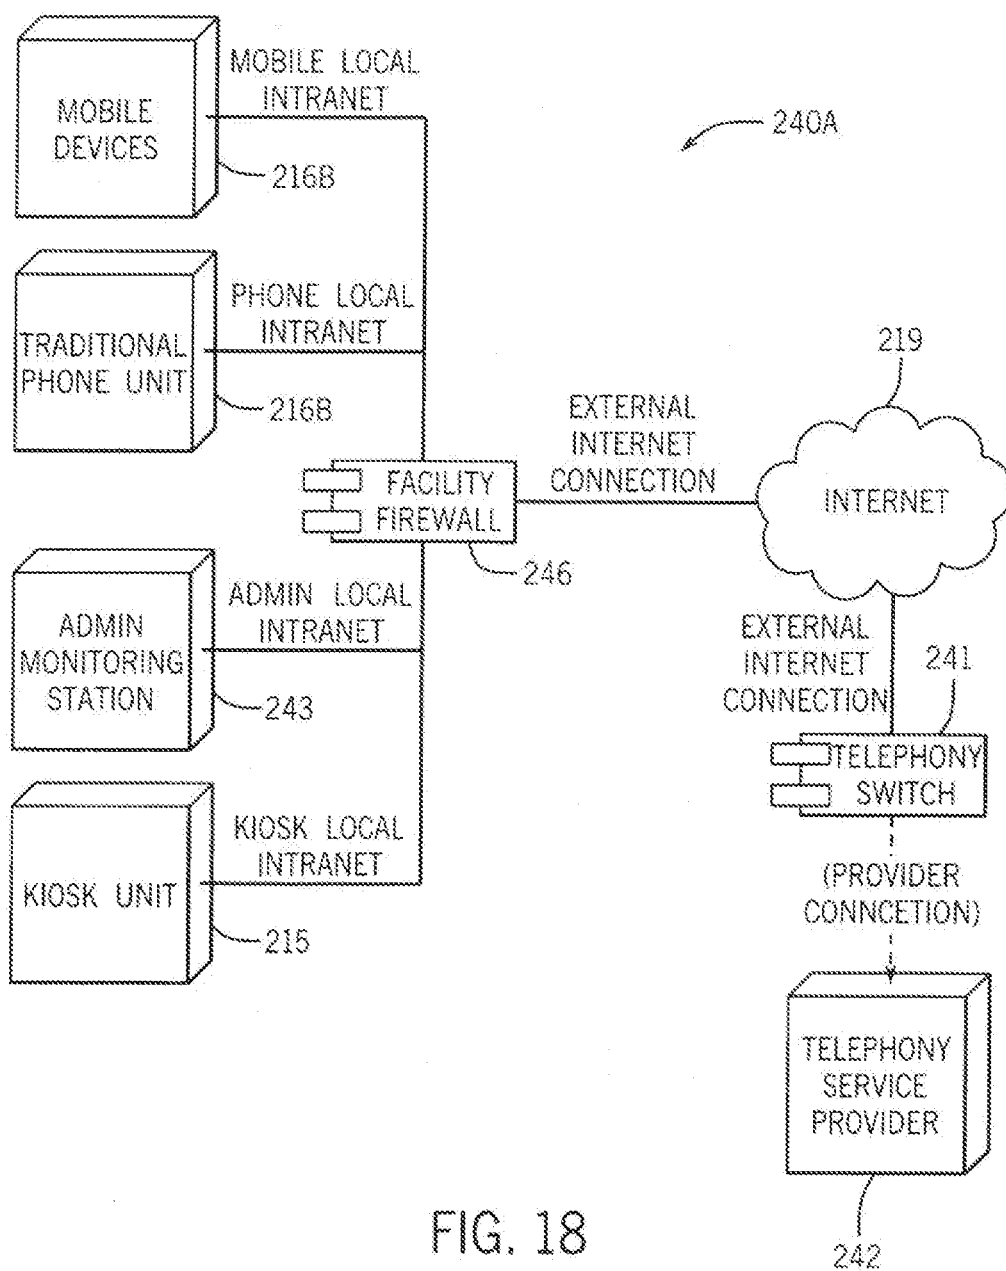 MOBILE LOCAL
INTRANET
MOBILE
DEVICES
216B
240A
PHONE LOCAL
INTRANET
TRADITIONAL
PHONE UNIT
216B
219
EXTERNAL
INTERNET
CONNECTION
INTERNET
FACILITY
FIREWALL
246
ADMIN LOCAL
INTRANET
ADMIN
MONITORING
STATION
243
EXTERNAL
INTERNET
CONNECTION
241
TELEPHONY
SWITCH
KIOSK LOCAL
INTRANET
KIOSK UNIT
215
(PROVIDER
CONNCETION)
TELEPHONY
SERVICE
PROVIDER
242
FIG. 18